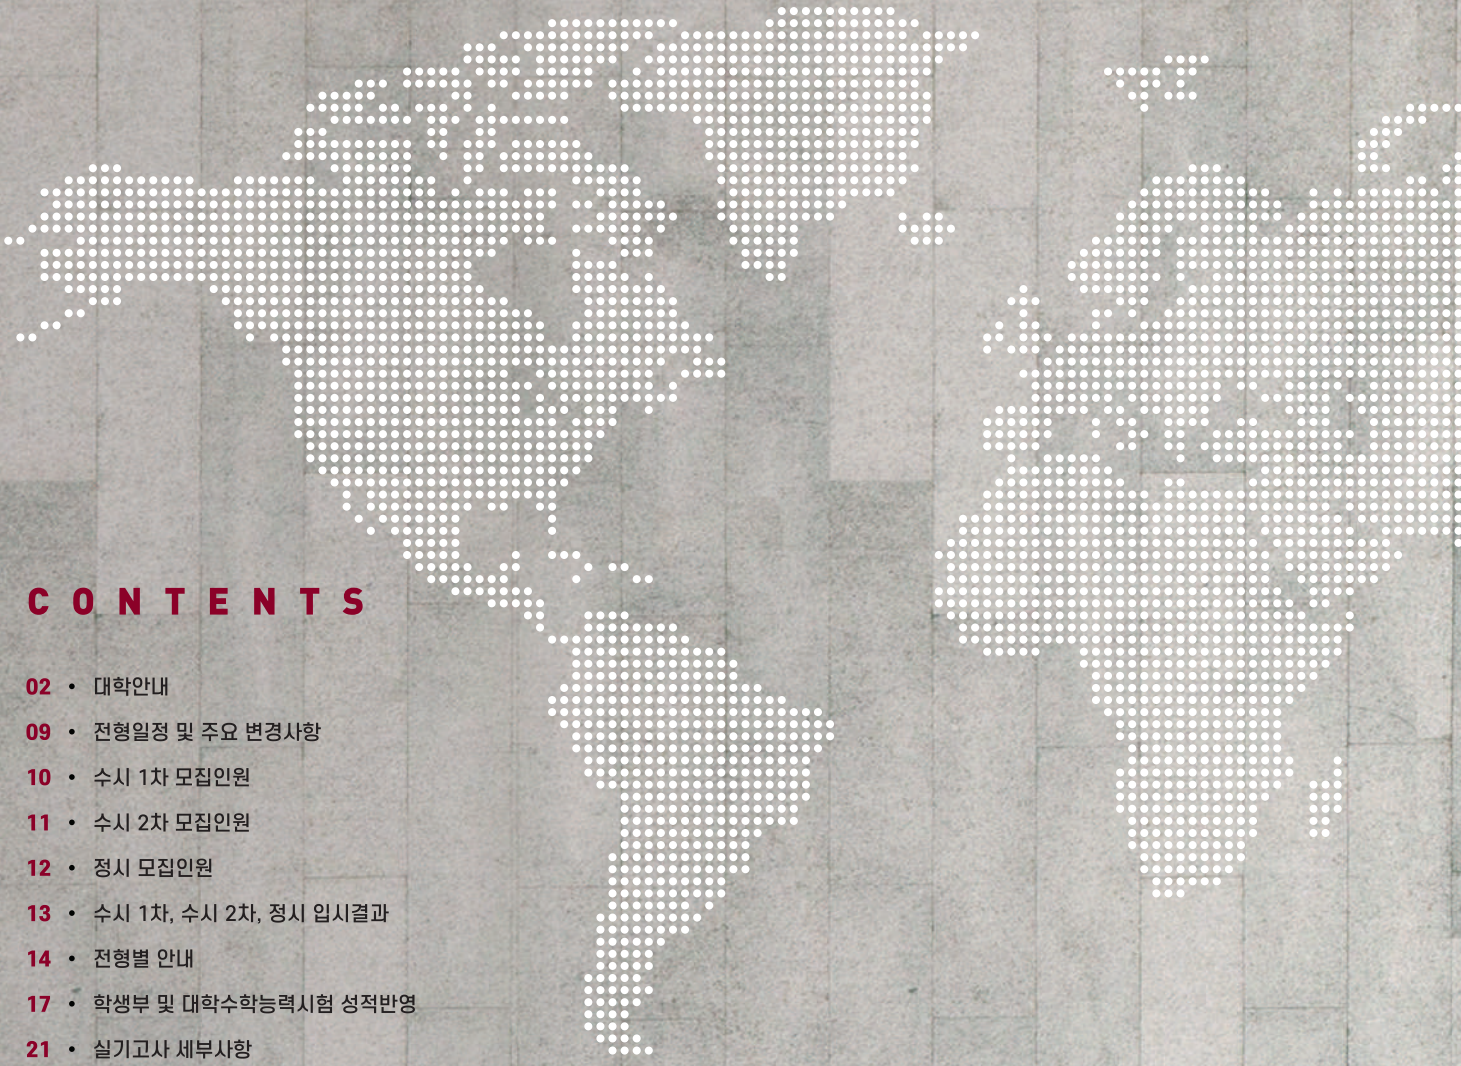 CONTENTS
02 • 대학안내
09 • 전형일정 및 주요 변경사항
10 • 수시 1차 모집인원
11 • 수시 2차 모집인원
12 • 정시 모집인원
13 • 수시 1차, 수시 2차, 정시 입시결과
14 • 전형별 안내
17 • 학생부 및 대학수학능력시험 성적반영
21 • 실기고사 세부사항